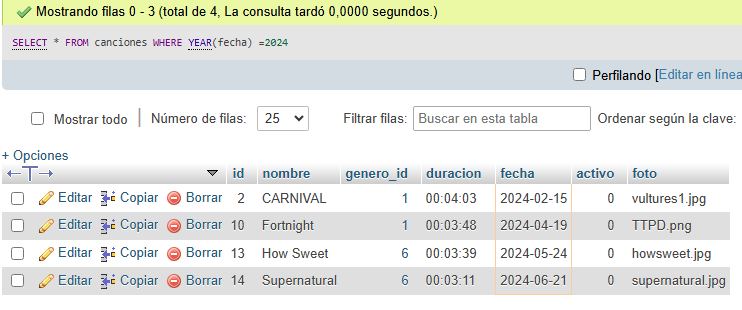 Mostrando filas 0 - 3 (total de 4, La consulta tardó 0,0000 segundos.)
SELECT * FROM canciones WHERE YEAR(fecha) =2024
Perfilando [Editar en línea
Mostrar todo Número de filas: 25 Filtrar filas: Buscar en esta tabla Ordenar según la clave:
+ Opciones
←T→ id nombre genero_id duracion fecha activo foto
Editar Copiar Borrar 2 CARNIVAL 1 00:04:03 2024-02-15 0 vultures1.jpg
Editar Copiar Borrar 10 Fortnight 1 00:03:48 2024-04-19 0 TTPD.png
Editar Copiar Borrar 13 How Sweet 6 00:03:39 2024-05-24 0 howsweet.jpg
Editar Copiar Borrar 14 Supernatural 6 00:03:11 2024-06-21 0 supernatural.jpg